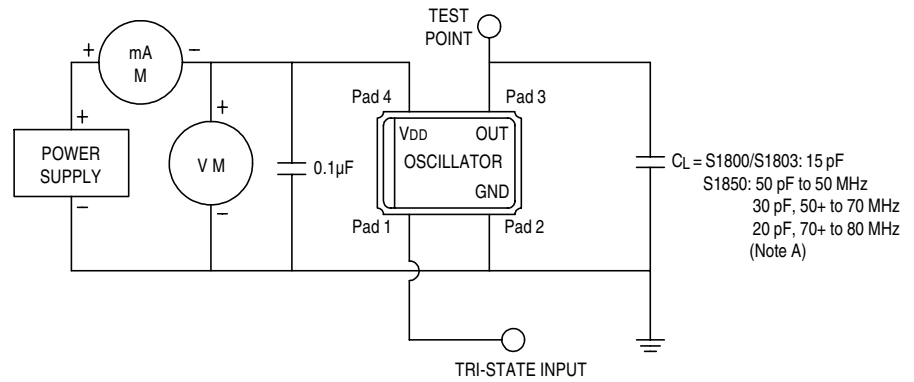 TEST
POINT
+
mA
M
−
Pad 4
Pad 3
+
POWER
SUPPLY
−
+
V M
−
0.1µF
VDD
OUT
OSCILLATOR
GND
Pad 1
Pad 2
CL = S1800/S1803: 15 pF
S1850: 50 pF to 50 MHz
30 pF, 50+ to 70 MHz
20 pF, 70+ to 80 MHz
(Note A)
TRI-STATE INPUT